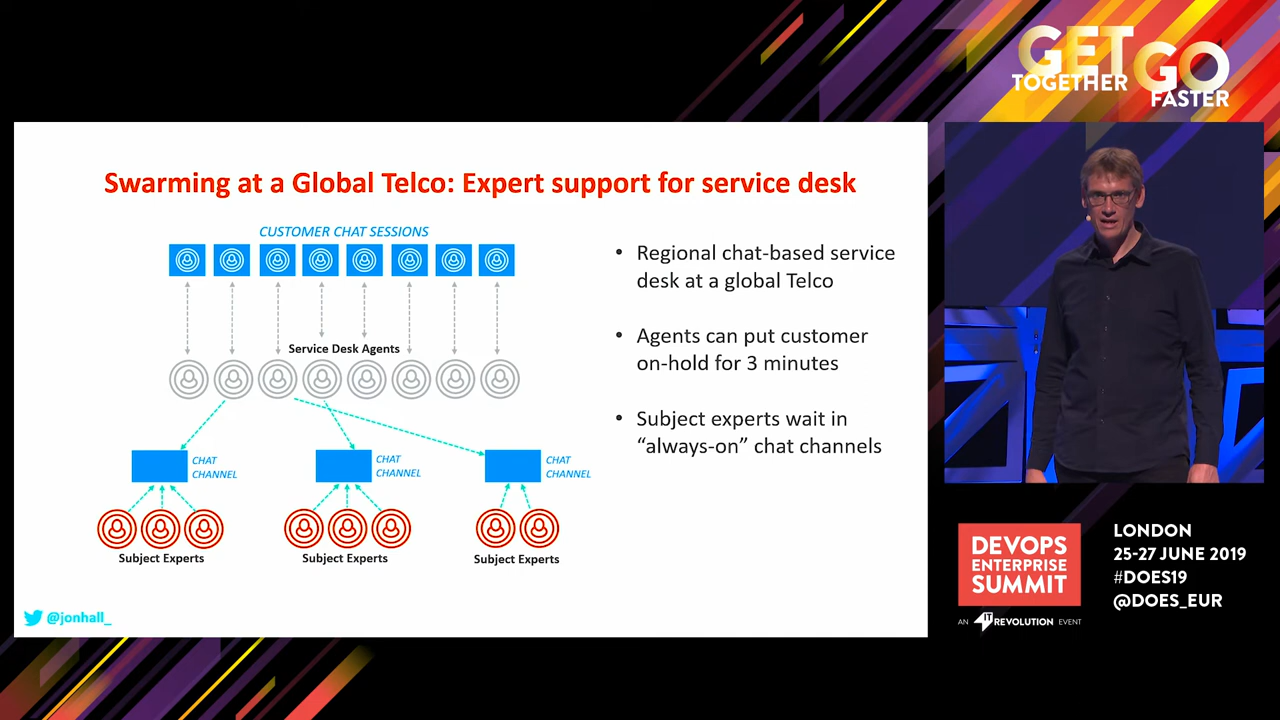 GET
TOGETHER
GO
FASTER
Swarming at a Global Telco: Expert support for service desk
CUSTOMER CHAT SESSIONS
Service Desk Agents
CHAT
CHANNEL
CHAT
CHANNEL
CHAT
CHANNEL
Subject Experts
Subject Experts
Subject Experts
• Regional chat-based service
desk at a global Telco
• Agents can put customer
on-hold for 3 minutes
• Subject experts wait in
“always-on” chat channels
@jonhall_
DEVOPS
ENTERPRISE
SUMMIT
AN IT REVOLUTION EVENT
LONDON
25-27 JUNE 2019
#DOES19
@DOES_EUR